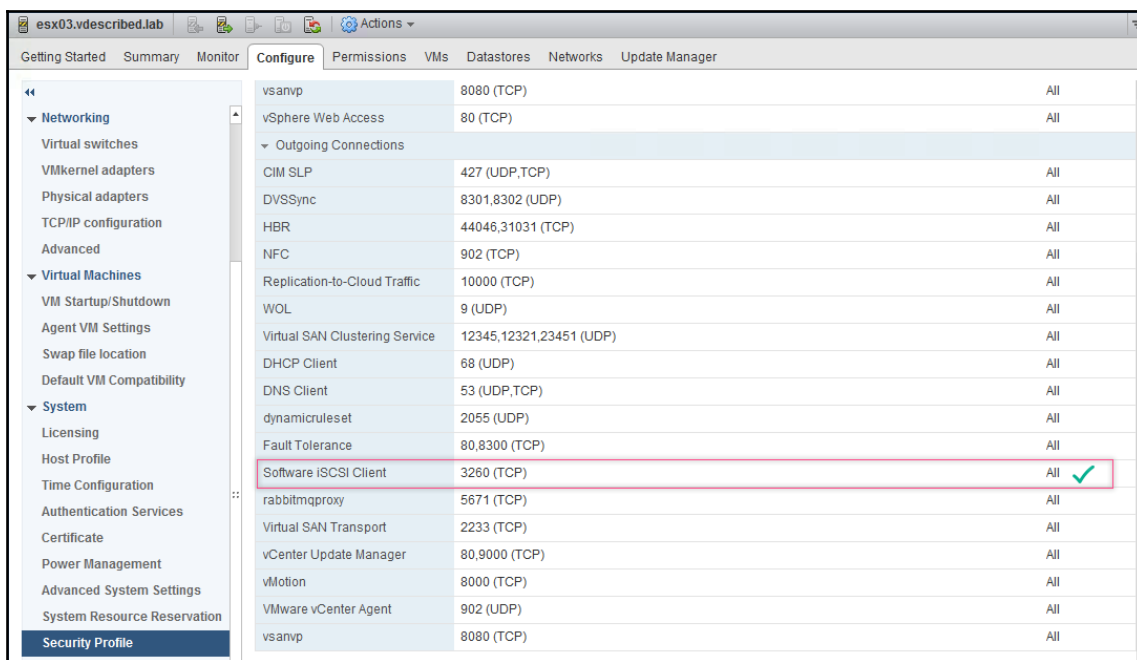 esx03.vdescribed.lab Actions
Getting Started Summary Monitor Configure Permissions VMs Datastores Networks Update Manager
Networking
Virtual switches
VMkernel adapters
Physical adapters
TCP/IP configuration
Advanced
Virtual Machines
VM Startup/Shutdown
Agent VM Settings
Swap file location
Default VM Compatibility
System
Licensing
Host Profile
Time Configuration
Authentication Services
Certificate
Power Management
Advanced System Settings
System Resource Reservation
Security Profile
vsanvp 8080 (TCP) All
vSphere Web Access 80 (TCP) All
Outgoing Connections
CIM SLP 427 (UDP,TCP) All
DVSSync 8301,8302 (UDP) All
HBR 44046,31031 (TCP) All
NFC 902 (TCP) All
Replication-to-Cloud Traffic 10000 (TCP) All
WOL 9 (UDP) All
Virtual SAN Clustering Service 12345,12321,23451 (UDP) All
DHCP Client 68 (UDP) All
DNS Client 53 (UDP,TCP) All
dynamicruleset 2055 (UDP) All
Fault Tolerance 80,8300 (TCP) All
Software iSCSI Client 3260 (TCP) All
rabbitmqproxy 5671 (TCP) All
Virtual SAN Transport 2233 (TCP) All
vCenter Update Manager 80,9000 (TCP) All
vMotion 8000 (TCP) All
VMware vCenter Agent 902 (UDP) All
vsanvp 8080 (TCP) All